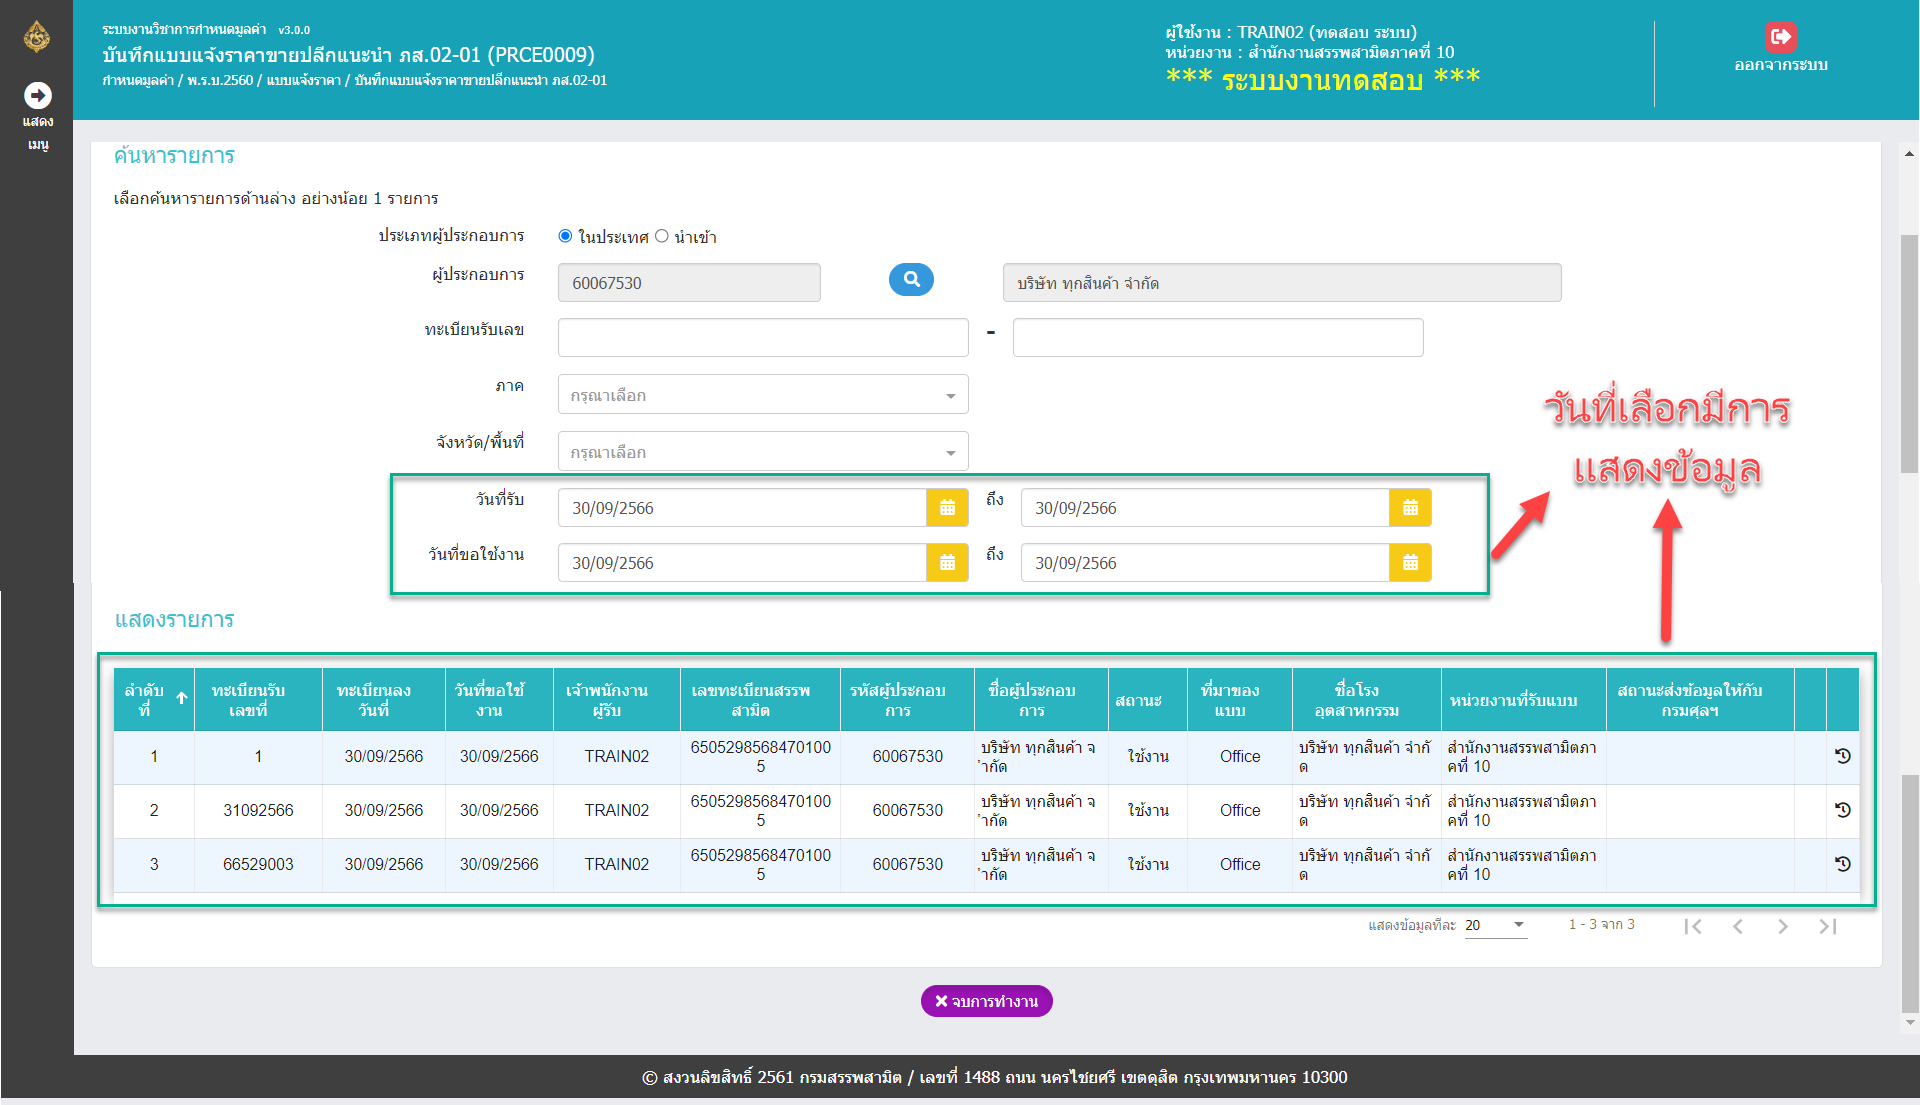 ระบบงานวิชาการกำหนดมูลค่า v3.0.0
บันทึกแบบแจ้งราคาขายปลีกแนะนำ ภส.02-01 (PRCE0009)
กำหนดมูลค่า / พ.ร.บ.2560 / แบบแจ้งราคา / บันทึกแบบแจ้งราคาขายปลีกแนะนำ ภส.02-01
ผู้ใช้งาน : TRAIN02 (ทดสอบ ระบบ)
หน่วยงาน : สำนักงานสรรพสามิตภาคที่ 10
*** ระบบงานทดสอบ ***
ออกจากระบบ
แสดง
เมนู
ค้นหารายการ
เลือกค้นหารายการด้านล่าง อย่างน้อย 1 รายการ
ประเภทผู้ประกอบการ ในประเทศ นำเข้า
ผู้ประกอบการ 60067530 บริษัท ทุกสินค้า จำกัด
ทะเบียนรับเลข -
ภาค กรุณาเลือก
จังหวัด/พื้นที่ กรุณาเลือก
วันที่เลือกมีการ
แสดงข้อมูล
วันที่รับ 30/09/2566 ถึง 30/09/2566
วันที่ขอใช้งาน 30/09/2566 ถึง 30/09/2566
แสดงรายการ
ลำดับ ทะเบียนรับ ทะเบียนลง วันที่ขอใช้ เจ้าพนักงาน เลขทะเบียนสรรพ รหัสผู้ประกอบ ชื่อผู้ประกอบ สถานะ ที่มาของ ชื่อโรง หน่วยงานที่รับแบบ สถานะส่งข้อมูลให้กับ
ที่ เลขที่ วันที่ งาน ผู้รับ สามิต การ การ แบบ อุตสาหกรรม กรมศุลฯ
1 1 30/09/2566 30/09/2566 TRAIN02 6505298568470100 60067530 บริษัท ทุกสินค้า จ ใช้งาน Office บริษัท ทุกสินค้า จำกั สำนักงานสรรพสามิตภา
5 ำกัด ด คที่ 10
2 31092566 30/09/2566 30/09/2566 TRAIN02 6505298568470100 60067530 บริษัท ทุกสินค้า จ ใช้งาน Office บริษัท ทุกสินค้า จำกั สำนักงานสรรพสามิตภา
5 ำกัด ด คที่ 10
3 66529003 30/09/2566 30/09/2566 TRAIN02 6505298568470100 60067530 บริษัท ทุกสินค้า จ ใช้งาน Office บริษัท ทุกสินค้า จำกั สำนักงานสรรพสามิตภา
5 ำกัด ด คที่ 10
แสดงข้อมูลทีละ 20 1 - 3 จาก 3
จบการทำงาน
© สงวนลิขสิทธิ์ 2561 กรมสรรพสามิต / เลขที่ 1488 ถนน นครไชยศรี เขตดุสิต กรุงเทพมหานคร 10300